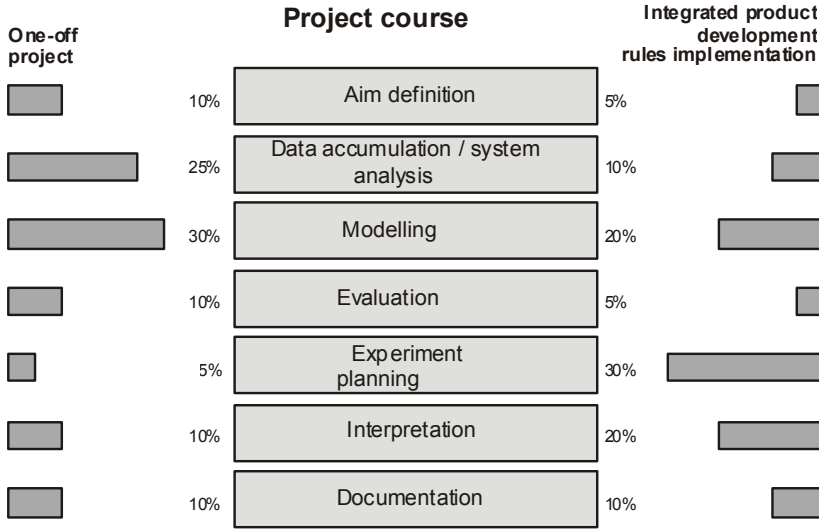 Project course
One-off
project
Integrated product
development
rules implementation
10%
Aim definition
5%
25%
Data accumulation / system
analysis
10%
30%
Modelling
20%
10%
Evaluation
5%
5%
Experiment
planning
30%
10%
Interpretation
20%
10%
Documentation
10%